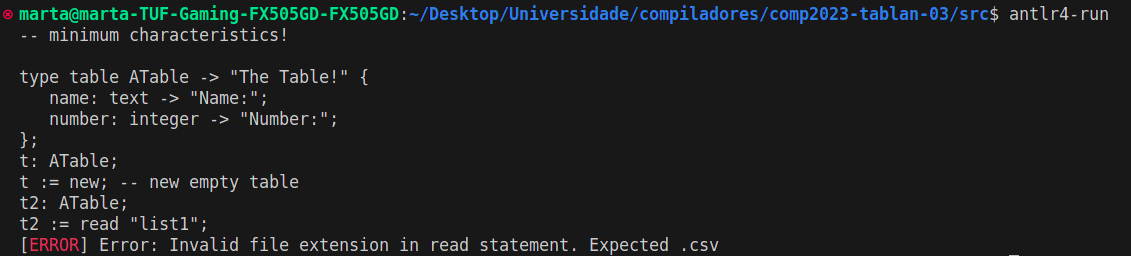 marta@marta-TUF-Gaming-FX505GD-FX505GD:~/Desktop/Universidade/compiladores/comp2023-tablan-03/src$ antlr4-run
-- minimum characteristics!
type table ATable -> "The Table!" {
name: text -> "Name:";
number: integer -> "Number:";
};
t: ATable;
t := new; -- new empty table
t2: ATable;
t2 := read "list1";
[ERROR] Error: Invalid file extension in read statement. Expected .csv